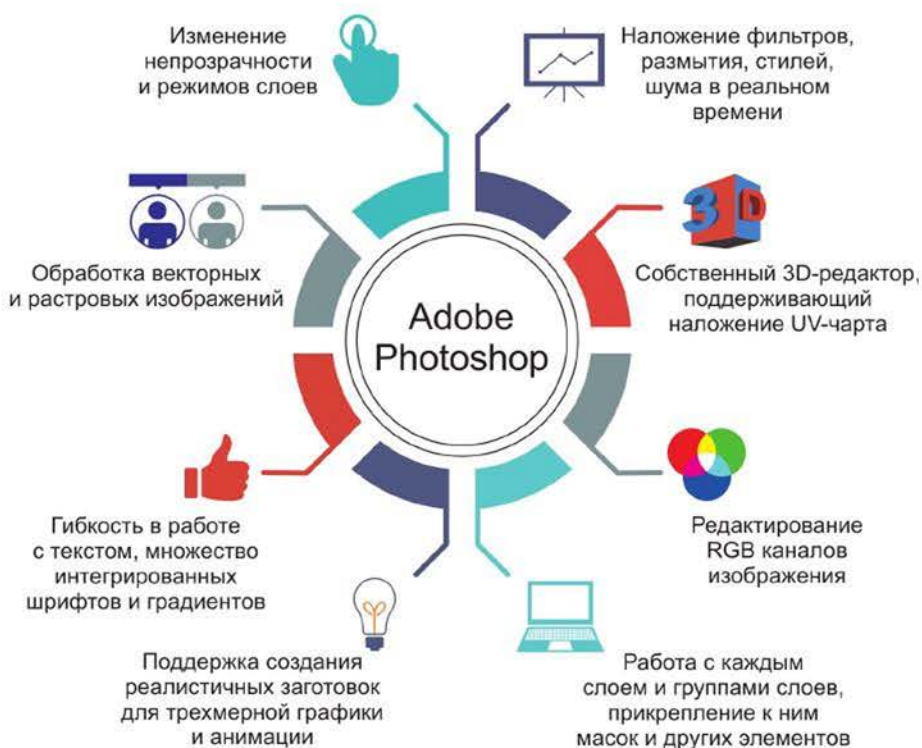 Изменение
непрозрачности
и режимов слоев
Наложение фильтров,
размытия, стилей,
шума в реальном
времени
Обработка векторных
и растровых изображений
3D
Собственный 3D-редактор,
поддерживающий
наложение UV-чарта
Adobe
Photoshop
Гибкость в работе
с текстом, множество
интегрированных
шрифтов и градиентов
Редактирование
RGB каналов
изображения
Поддержка создания
реалистичных заготовок
для трехмерной графики
и анимации
Работа с каждым
слоем и группами слоев,
прикрепление к ним
масок и других элементов